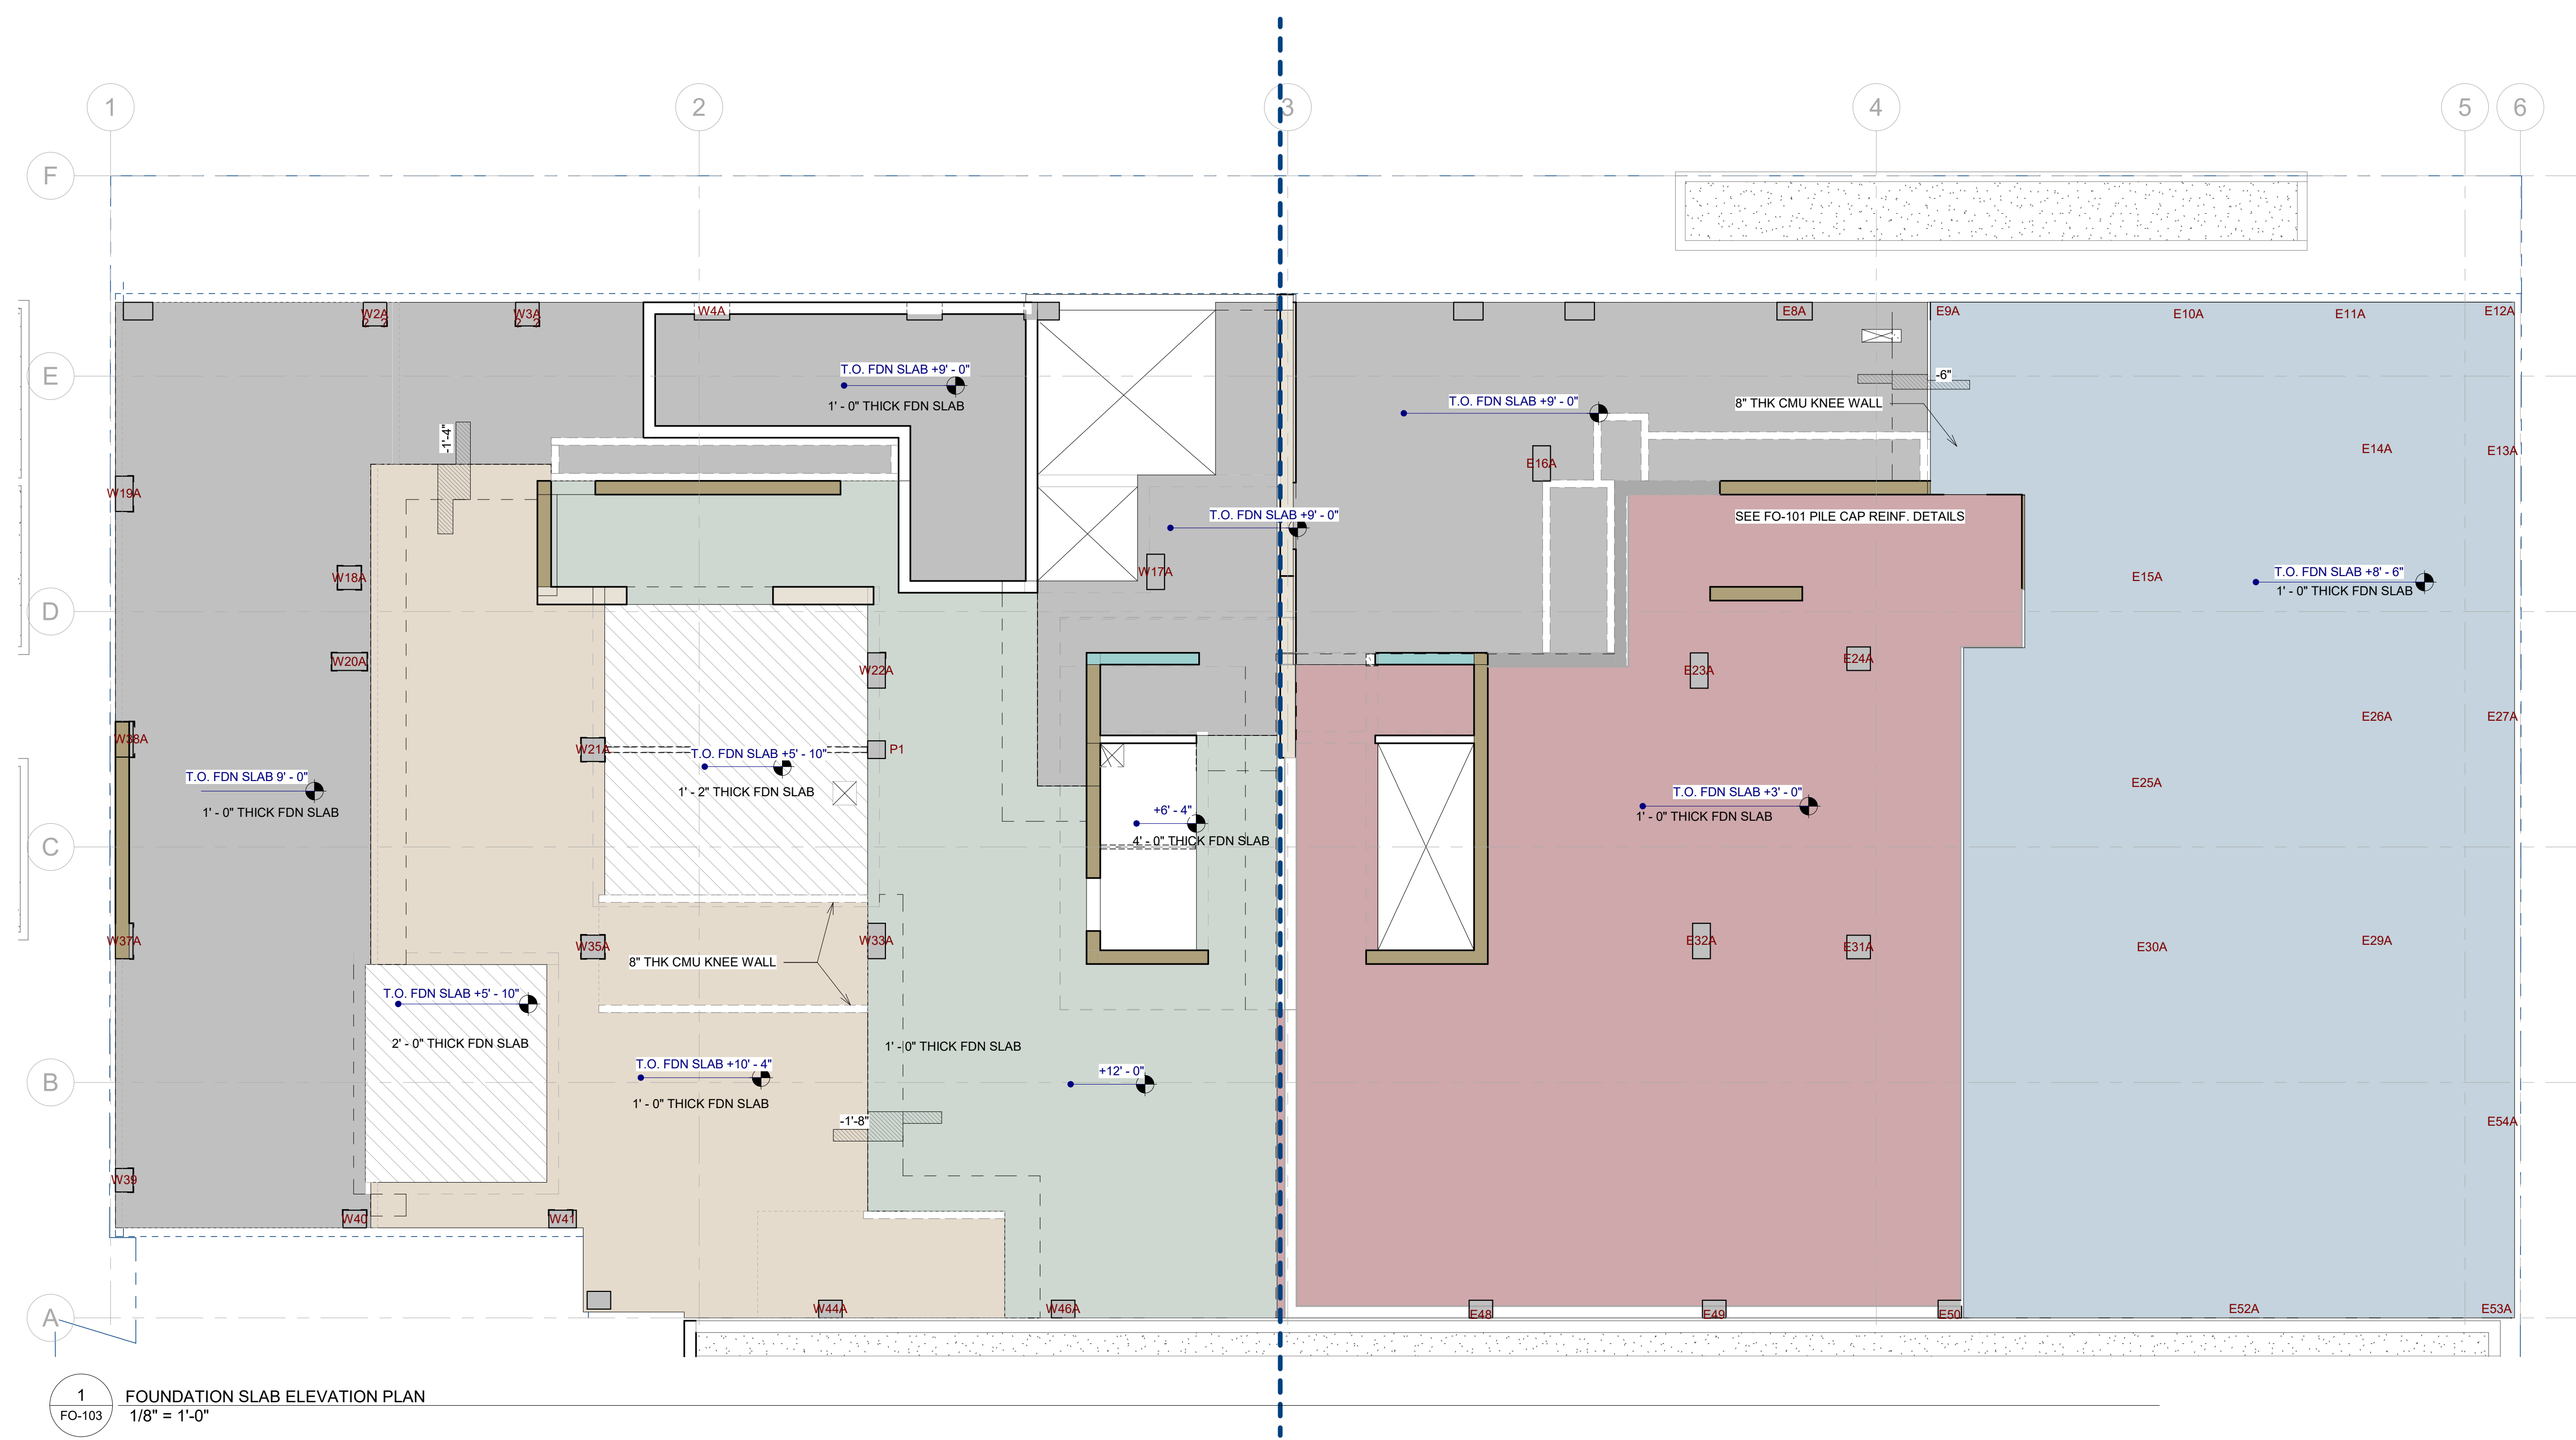 1
2
3
4
5
6
F
W2A
2 2
W3A
2 2
W4A
E8A
E9A
E10A
E11A
E12A
E
T.O. FDN SLAB +9' - 0"
1' - 0" THICK FDN SLAB
T.O. FDN SLAB +9' - 0"
-6"
8" THK CMU KNEE WALL
-1'-4"
E14A
E13A
E16A
W19A
T.O. FDN SLAB +9' - 0"
SEE FO-101 PILE CAP REINF. DETAILS
W18A
W17A
E15A
T.O. FDN SLAB +8' - 6"
1' - 0" THICK FDN SLAB
D
W20A
W22A
E23A
E24A
W38A
W21A
P1
E26A
E27A
T.O. FDN SLAB +5' - 10"
1' - 2" THICK FDN SLAB
T.O. FDN SLAB 9' - 0"
1' - 0" THICK FDN SLAB
E25A
T.O. FDN SLAB +3' - 0"
1' - 0" THICK FDN SLAB
+6' - 4"
4' - 0" THICK FDN SLAB
C
W37A
W35A
W33A
E32A
E31A
E30A
E29A
8" THK CMU KNEE WALL
T.O. FDN SLAB +5' - 10"
2' - 0" THICK FDN SLAB
1' - 0" THICK FDN SLAB
T.O. FDN SLAB +10' - 4"
1' - 0" THICK FDN SLAB
+12' - 0"
B
-1'-8"
E54A
W39
W40
W41
A
W44A
W46A
E48
E49
E50
E52A
E53A
1
FO-103
FOUNDATION SLAB ELEVATION PLAN
1/8" = 1'-0"